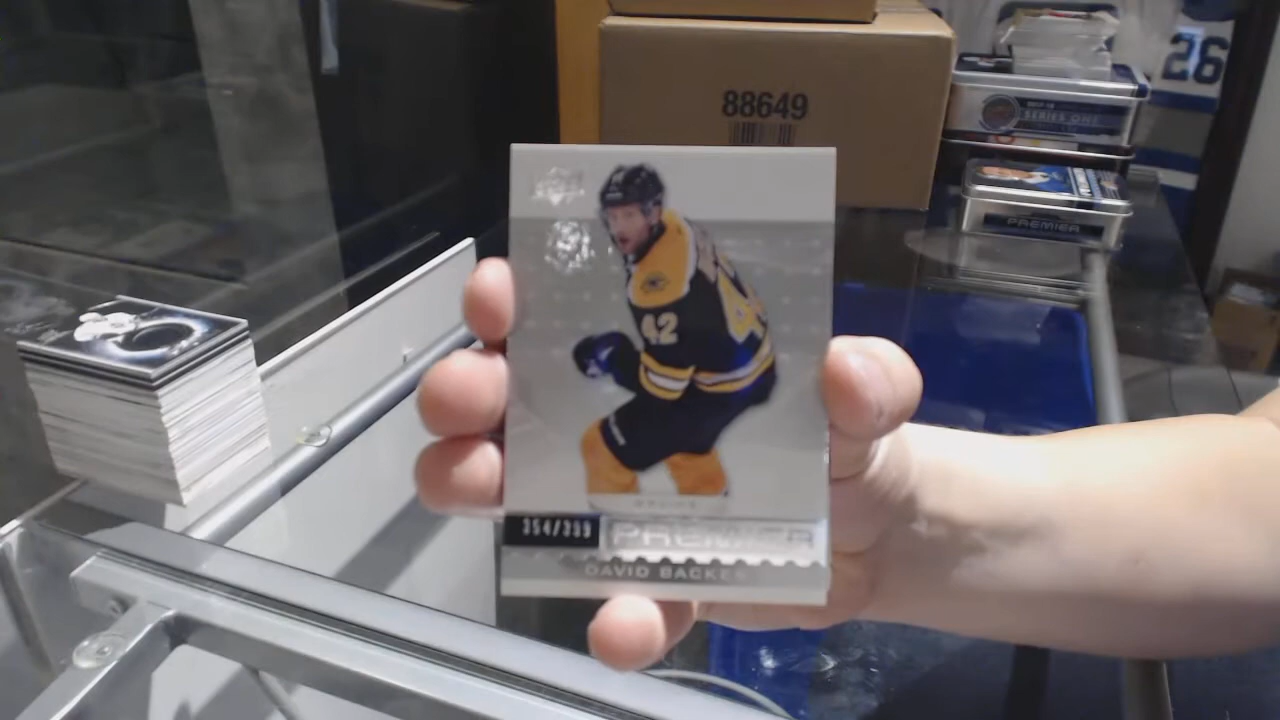 26
88649
SERIES ONE
PREMIER
42
354/399
PREMIER
DAVID BACKES